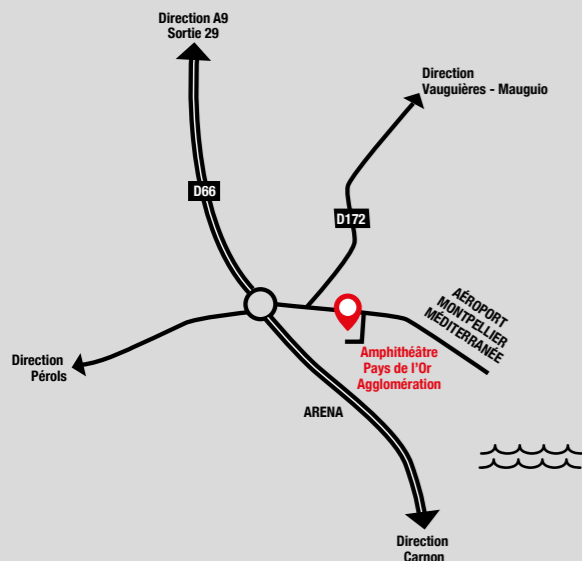 Direction A9
Sortie 29
Direction
Vauguières - Mauguio
D66
D172
AÉROPORT
MONTPELLIER
MÉDITERRANÉE
Amphithéâtre
Pays de l'Or
Agglomération
Direction
Pérols
ARENA
Direction
Carnon